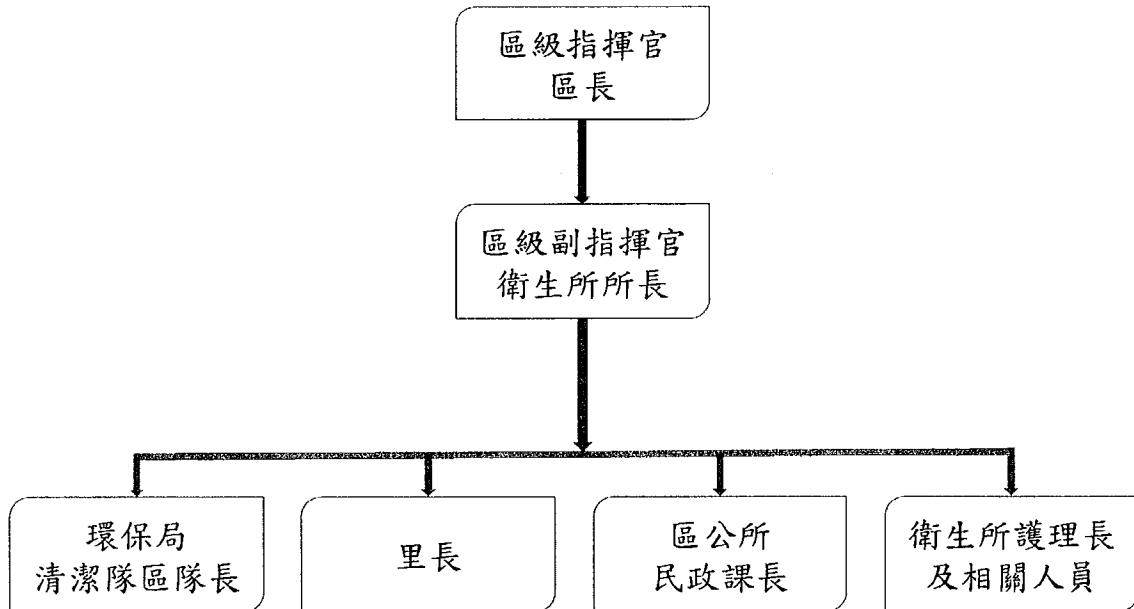 區級指揮官
區長
區級副指揮官
衛生所所長
環保局
清潔隊區隊長
里長
區公所
民政課長
衛生所護理長
及相關人員